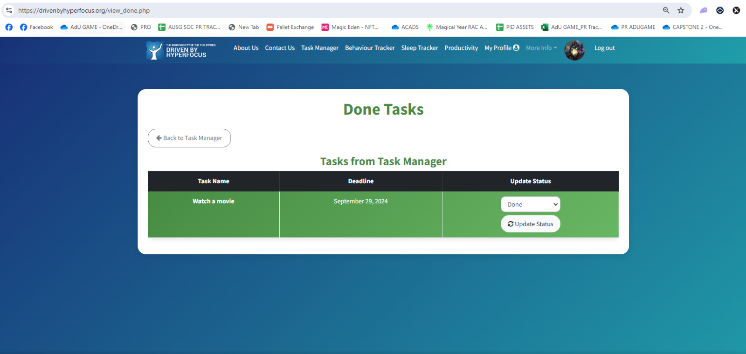 https://drivenbyhyperfocus.org/view_done.php
Facebook
AdU GAME - OneDr...
AUSG SOC PR TRAC...
New Tab
Pallet Exchange
Magic Eden - NFT...
ACADS
Magical Year RAC A...
PID ASSETS
AdU GAME_PR Trac...
PR ADUGAME
CAPSTONE 2 - One...
DRIVEN BY
HYPERFOCUS
About Us
Contact Us
Task Manager
Behaviour Tracker
Sleep Tracker
Productivity
My Profile
More Info
Log out
Done Tasks
Back to Task Manager
Tasks from Task Manager
Task Name
Deadline
Update Status
Watch a movie
September 29, 2024
Done
Update Status